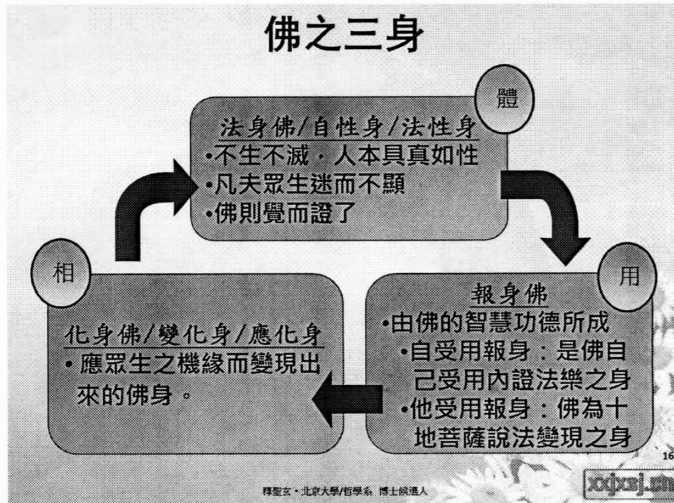 佛之三身
體
法身佛/自性身/法性身
•不生不滅，人本具真如性
•凡夫眾生迷而不顯
•佛則覺而證了
相
用
化身佛/變化身/應化身
•應眾生之機緣而變現出
來的佛身。
報身佛
•由佛的智慧功德所成
•自受用報身：是佛自
己受用內證法樂之身
•他受用報身：佛為十
地菩薩說法變現之身
16
釋聖玄•北京大學/哲學系 博士候選人